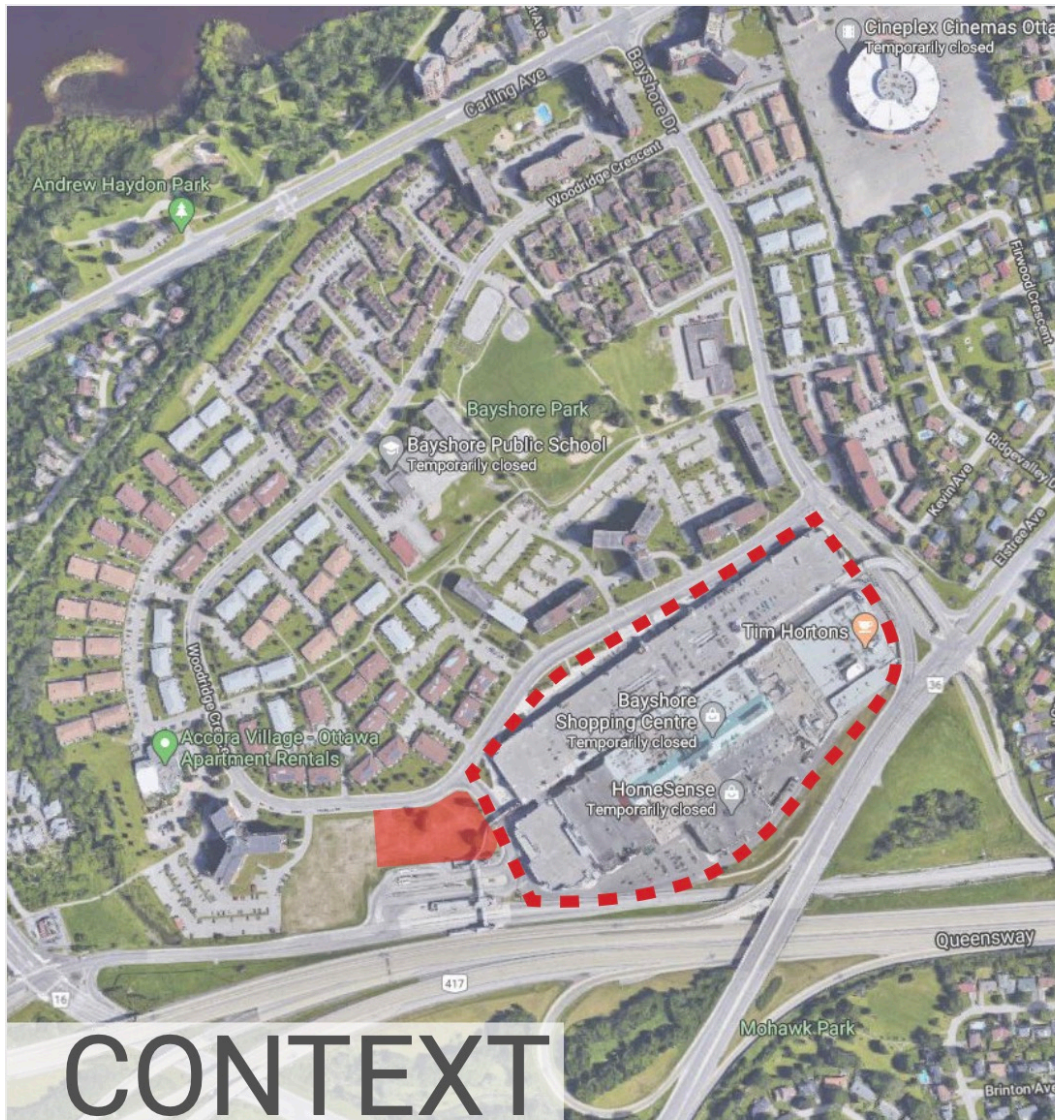 Cineplex Cinemas Otta
Temporarily closed
Carling Ave
Bayshore Dr
Woodridge Crescent
Andrew Haydon Park
Firwood Crescent
Bayshore Park
Bayshore Public School
Temporarily closed
Kevin Ave
Elstree Ave
Tim Hortons
36
Woodridge Cre
Bayshore
Shopping Centre
Temporarily closed
Accora Village - Ottawa
Apartment Rentals
HomeSense
Temporarily closed
Queensway
417
16
Mohawk Park
CONTEXT
Brinton Ave